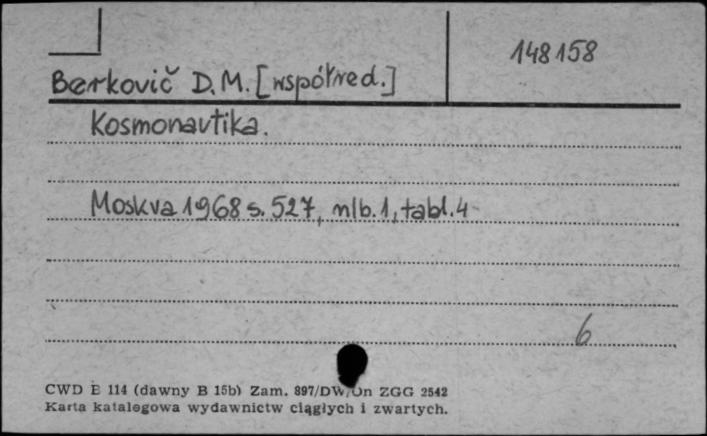 148158
Berkovič D.M. [współred.]
Kosmonavtika.
Moskva 1968 s. 527, nlb. 1, tabl. 4
6
CWD E 114 (dawny B 15b) Zam. 897/DW/On ZGG 2542
Karta katalogowa wydawnictw ciągłych i zwartych.